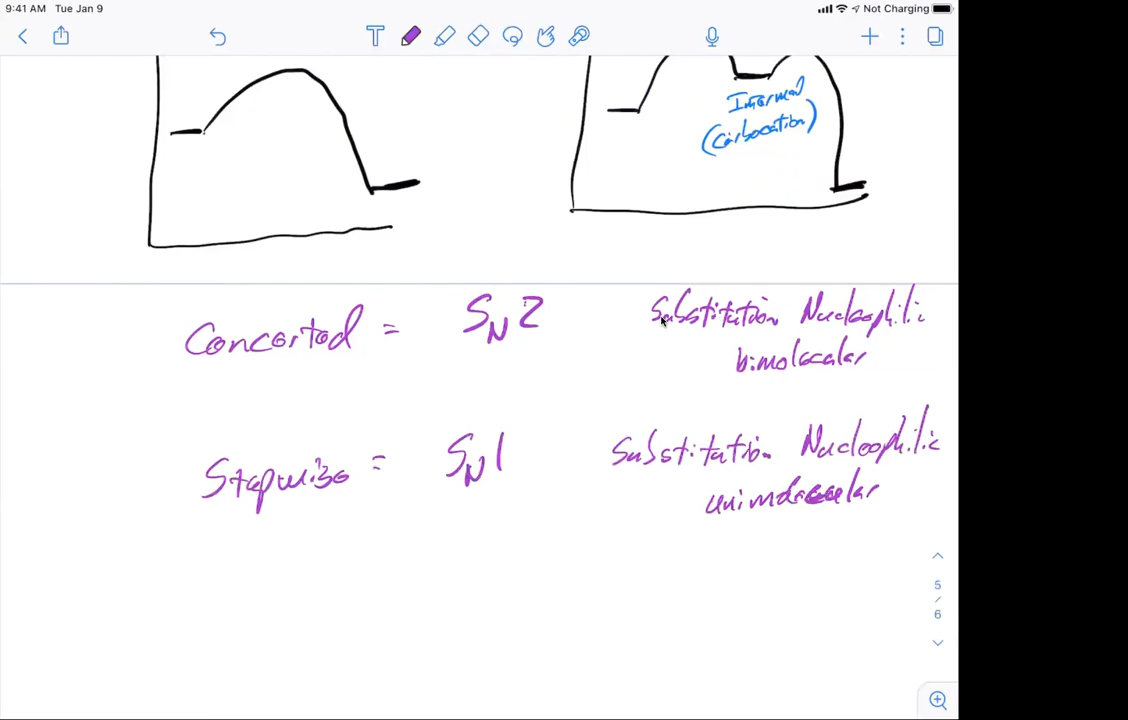 9:41 AM Tue Jan 9
Not Charging
T
Intermed
(Carbocation)
Concerted = SN2 Substitution Nucleophilic
bimolecular
Stepwise = SN1 Substitution Nucleophilic
unimolecular
5
/
6